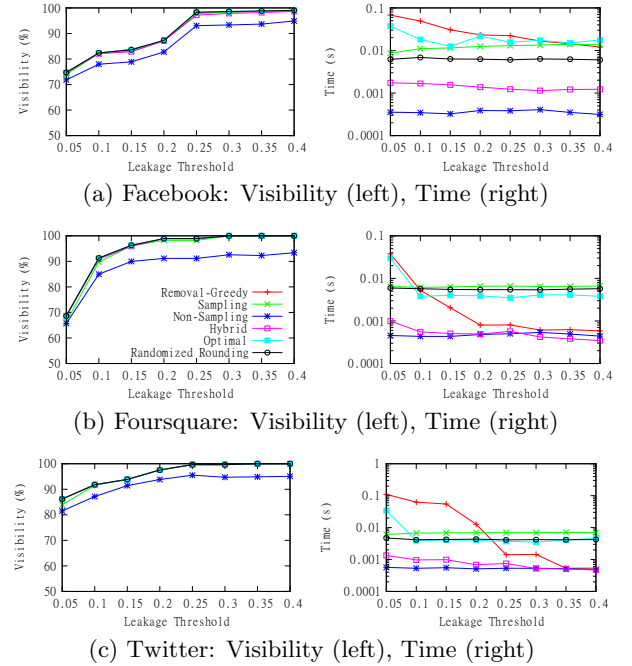 100
90
80
70
60
50
Visibility (%)
0.05 0.1 0.15 0.2 0.25 0.3 0.35 0.4
Leakage Threshold
0.1
0.01
0.001
0.0001
Time (s)
0.05 0.1 0.15 0.2 0.25 0.3 0.35 0.4
Leakage Threshold
(a) Facebook: Visibility (left), Time (right)
100
90
80
70
60
50
Visibility (%)
Removal-Greedy
Sampling
Non-Sampling
Hybrid
Optimal
Randomized Rounding
0.05 0.1 0.15 0.2 0.25 0.3 0.35 0.4
Leakage Threshold
0.1
0.01
0.001
0.0001
Time (s)
0.05 0.1 0.15 0.2 0.25 0.3 0.35 0.4
Leakage Threshold
(b) Foursquare: Visibility (left), Time (right)
100
90
80
70
60
50
Visibility (%)
0.05 0.1 0.15 0.2 0.25 0.3 0.35 0.4
Leakage Threshold
1
0.1
0.01
0.001
0.0001
Time (s)
0.05 0.1 0.15 0.2 0.25 0.3 0.35 0.4
Leakage Threshold
(c) Twitter: Visibility (left), Time (right)